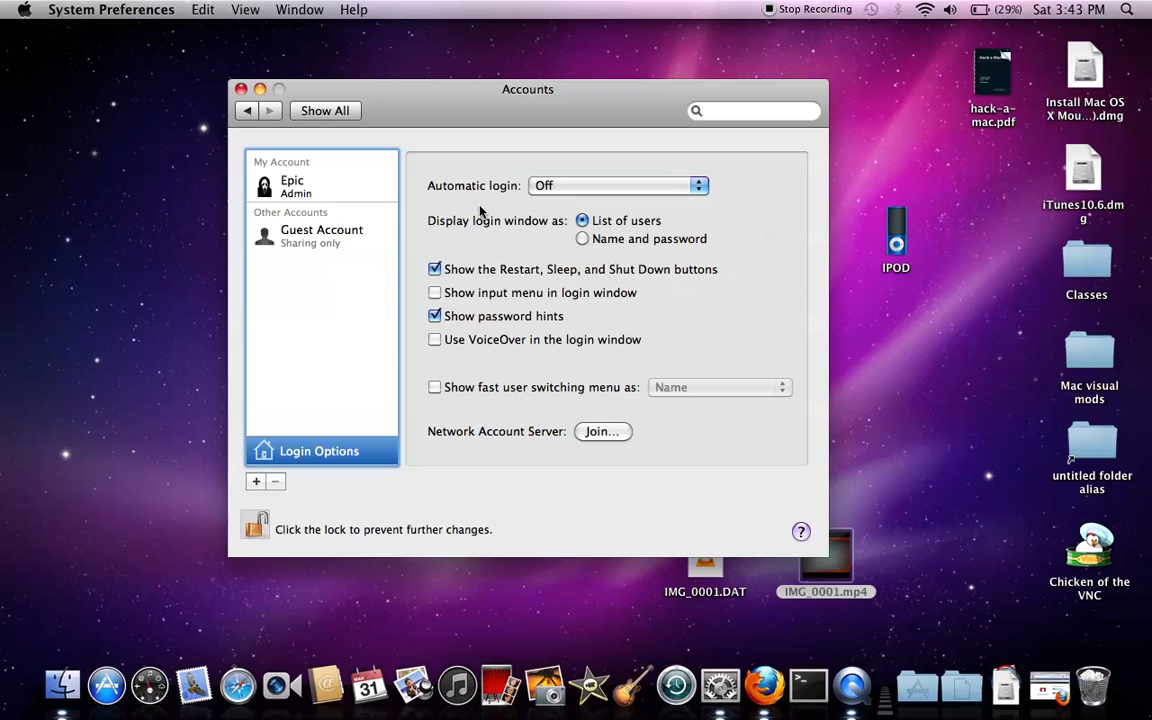 System Preferences Edit View Window Help Stop Recording (29%) Sat 3:43 PM
Accounts
Show All
My Account
Epic
Admin
Other Accounts
Guest Account
Sharing only
Login Options
+ −
Automatic login: Off
Display login window as: List of users
Name and password
Show the Restart, Sleep, and Shut Down buttons
Show input menu in login window
Show password hints
Use VoiceOver in the login window
Show fast user switching menu as: Name
Network Account Server: Join...
Click the lock to prevent further changes.
?
hack-a-
mac.pdf
Install Mac OS
X Mou...).dmg
iTunes10.6.dm
g
IPOD
Classes
Mac visual
mods
untitled folder
alias
Chicken of the
VNC
IMG_0001.DAT
IMG_0001.mp4
MAR
31